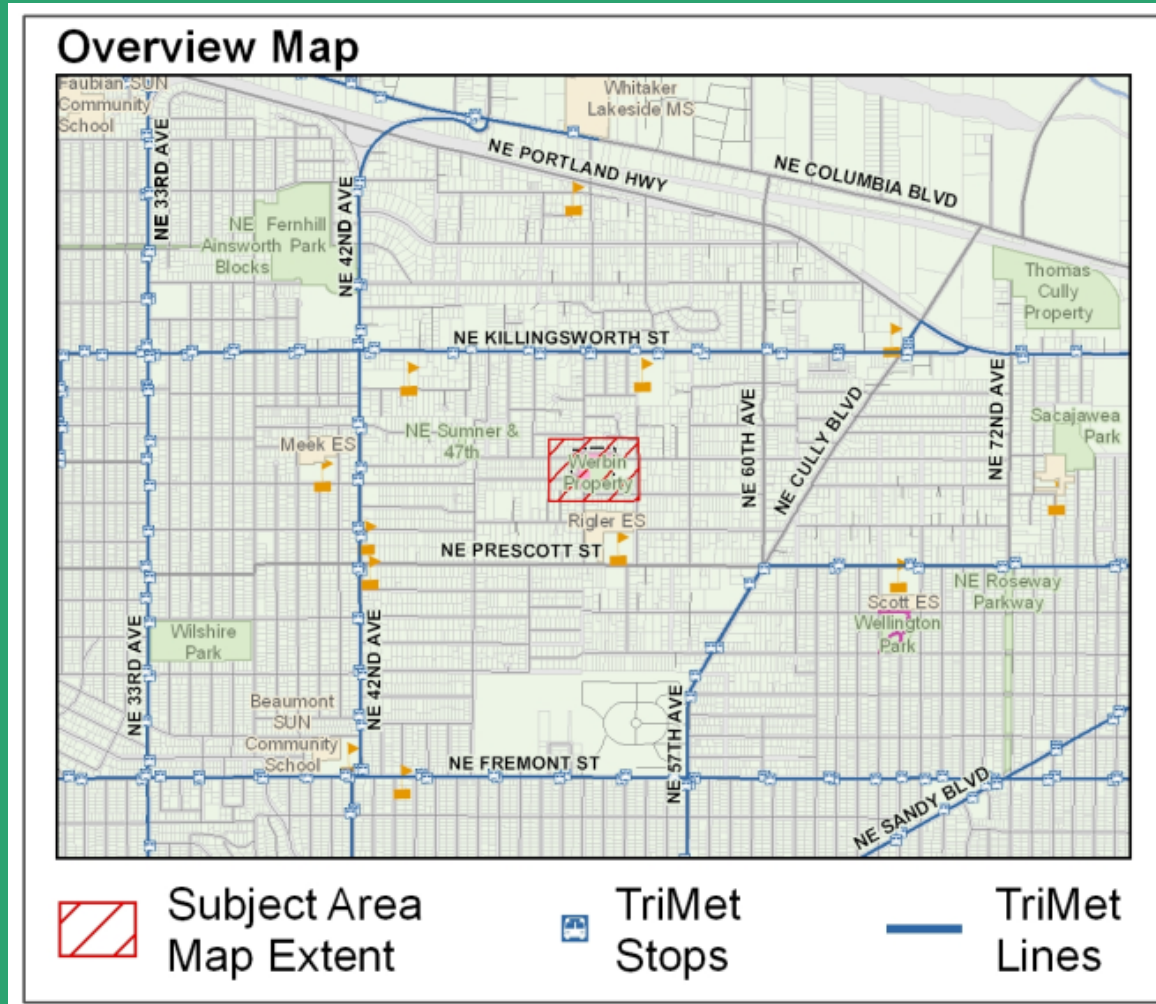 Overview Map
Faubian SUN
Community
School
Whitaker
Lakeside MS
NE 33RD AVE
NE PORTLAND HWY
NE COLUMBIA BLVD
NE 42ND AVE
NE Fernhill
Ainsworth Park
Blocks
Thomas
Cully
Property
NE KILLINGSWORTH ST
NE 72ND AVE
NE 60TH AVE
NE CULLY BLVD
Sacajawea
Park
Meek ES
NE Sumner &
47th
Werbin
Property
Rigler ES
NE PRESCOTT ST
NE Roseway
Parkway
Scott ES
Wellington
Park
Wilshire
Park
NE 33RD AVE
NE 42ND AVE
NE 57TH AVE
Beaumont
SUN
Community
School
NE FREMONT ST
NE SANDY BLVD
Subject Area
Map Extent
TriMet
Stops
TriMet
Lines